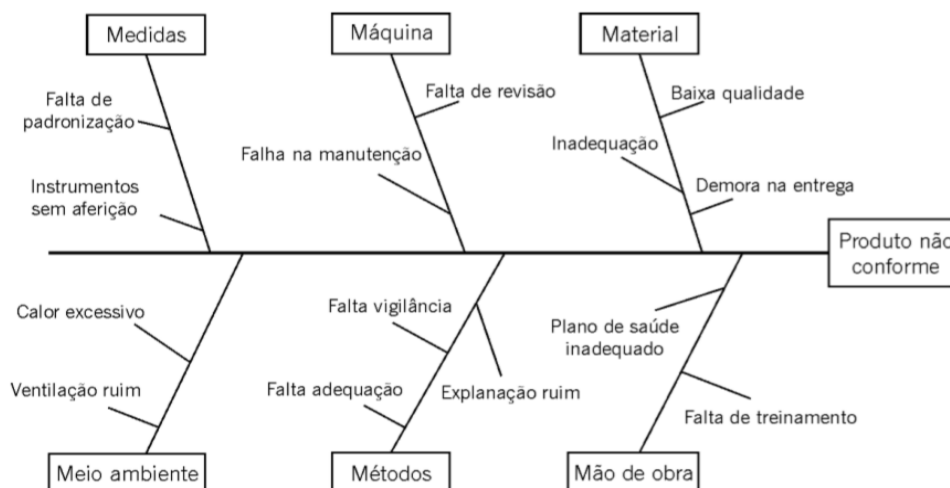 Medidas
Máquina
Material
Falta de
padronização
Falta de revisão
Baixa qualidade
Falha na manutenção
Inadequação
Instrumentos
sem aferição
Demora na entrega
Produto não
conforme
Calor excessivo
Falta vigilância
Plano de saúde
inadequado
Ventilação ruim
Falta adequação
Explanação ruim
Falta de treinamento
Meio ambiente
Métodos
Mão de obra